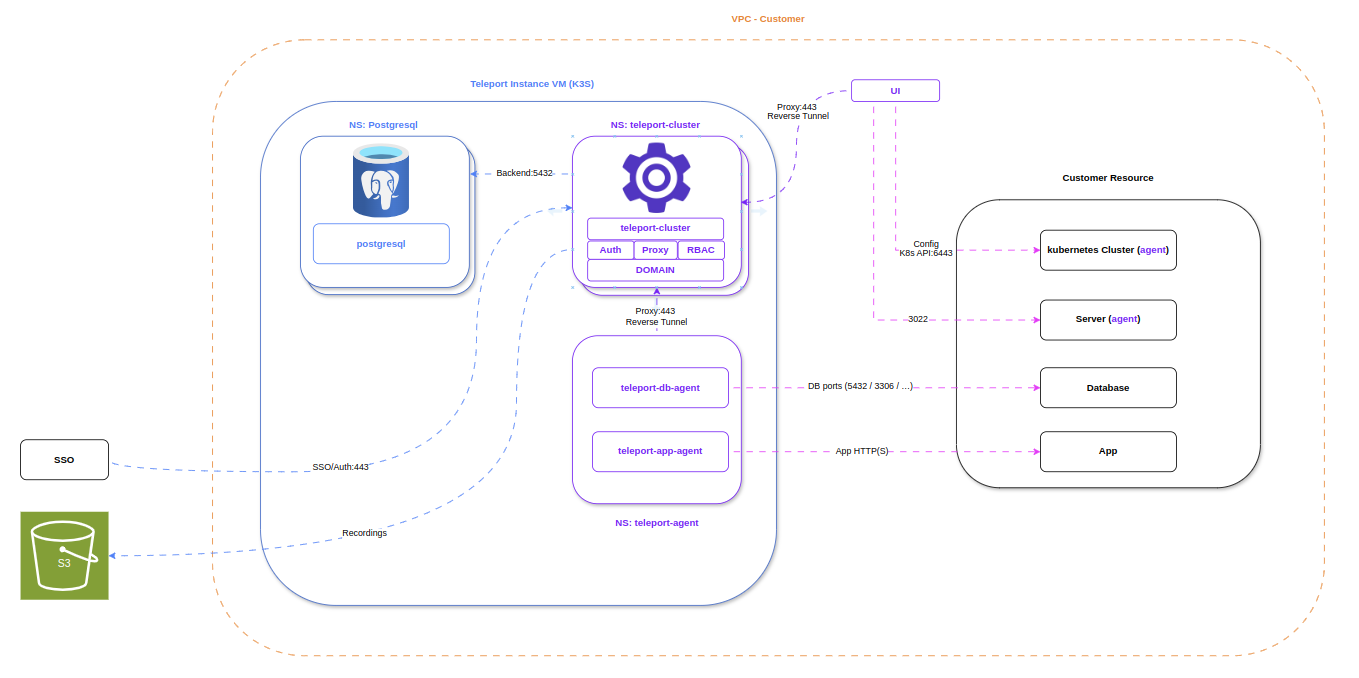 VPC - Customer
Teleport Instance VM (K3S)
UI
Proxy:443
Reverse Tunnel
NS: Postgresql
NS: teleport-cluster
Backend:5432
Customer Resource
teleport-cluster
postgresql
Auth
Proxy
RBAC
DOMAIN
Config
K8s API:6443
kubernetes Cluster (agent)
Proxy:443
Reverse Tunnel
3022
Server (agent)
teleport-db-agent
DB ports (5432 / 3306 / ...)
Database
teleport-app-agent
App HTTP(S)
App
SSO
SSO/Auth:443
NS: teleport-agent
Recordings
S3